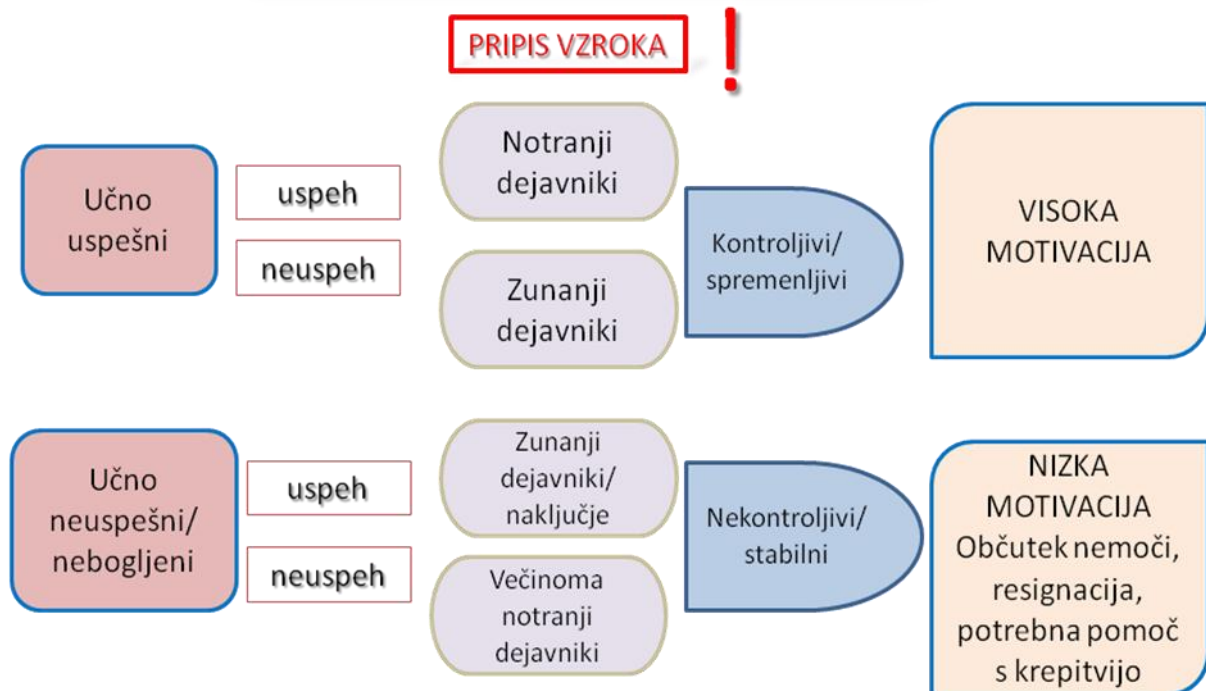 PRIPIS VZROKA !
Učno
uspešni
uspeh
neuspeh
Notranji
dejavniki
Zunanji
dejavniki
Kontroljivi/
spremenljivi
VISOKA
MOTIVACIJA
Učno
neuspešni/
nebogljeni
uspeh
neuspeh
Zunanji
dejavniki/
naključje
Večinoma
notranji
dejavniki
Nekontroljivi/
stabilni
NIZKA
MOTIVACIJA
Občutek nemoči,
resignacija,
potrebna pomoč
s krepitvijo